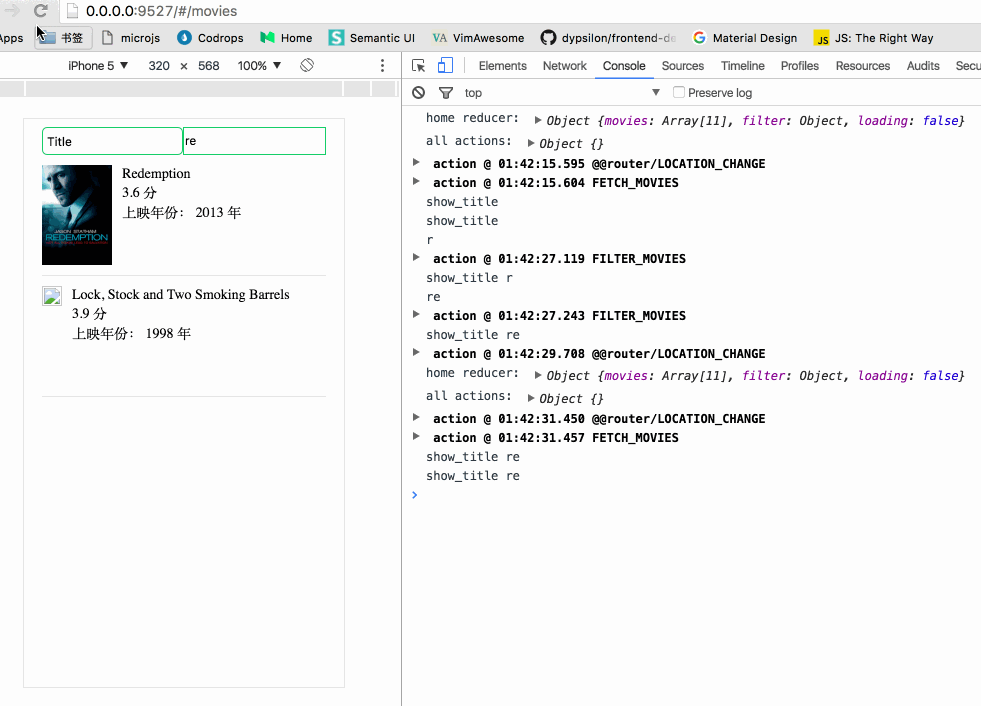 0.0.0.0:9527/#/movies
Apps 书签 microjs Codrops Home S Semantic UI VA VimAwesome dypsilon/frontend-de G Material Design JS JS: The Right Way
iPhone 5 ▼ 320 × 568 100% ▼
Elements Network Console Sources Timeline Profiles Resources Audits Secu
top ▼ Preserve log
Title re
Redemption
3.6 分
上映年份： 2013 年
JASON STATHAM
REDEMPTION
Lock, Stock and Two Smoking Barrels
3.9 分
上映年份： 1998 年
home reducer: ▶ Object {movies: Array[11], filter: Object, loading: false}
all actions: ▶ Object {}
▶ action @ 01:42:15.595 @@router/LOCATION_CHANGE
▶ action @ 01:42:15.604 FETCH_MOVIES
show_title
show_title
r
▶ action @ 01:42:27.119 FILTER_MOVIES
show_title r
re
▶ action @ 01:42:27.243 FILTER_MOVIES
show_title re
▶ action @ 01:42:29.708 @@router/LOCATION_CHANGE
home reducer: ▶ Object {movies: Array[11], filter: Object, loading: false}
all actions: ▶ Object {}
▶ action @ 01:42:31.450 @@router/LOCATION_CHANGE
▶ action @ 01:42:31.457 FETCH_MOVIES
show_title re
show_title re
>